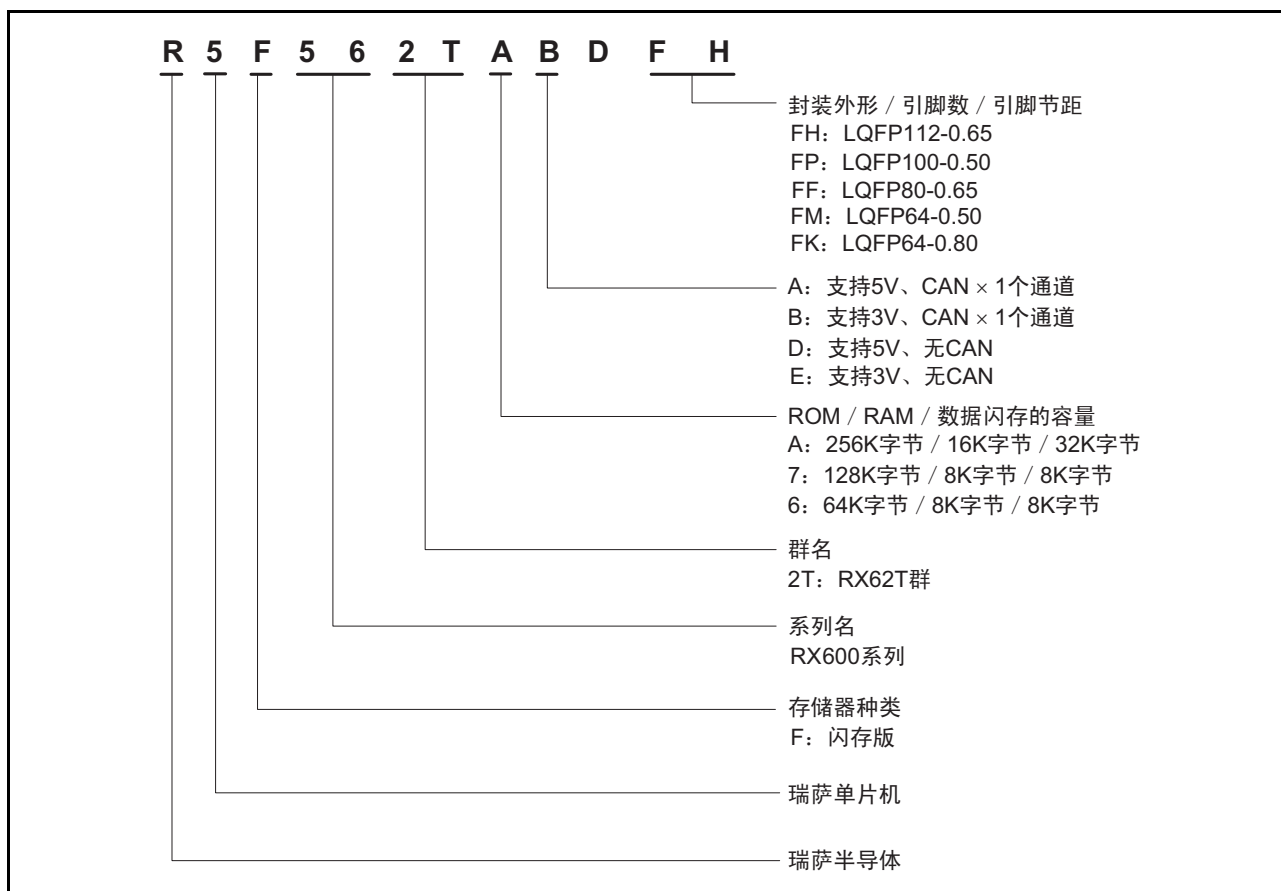 R 5 F 5 6 2 T A B D F H
封装外形 / 引脚数 / 引脚节距
FH：LQFP112-0.65
FP：LQFP100-0.50
FF：LQFP80-0.65
FM：LQFP64-0.50
FK：LQFP64-0.80
A：支持5V、CAN × 1个通道
B：支持3V、CAN × 1个通道
D：支持5V、无CAN
E：支持3V、无CAN
ROM / RAM / 数据闪存的容量
A：256K字节 / 16K字节 / 32K字节
7：128K字节 / 8K字节 / 8K字节
6：64K字节 / 8K字节 / 8K字节
群名
2T：RX62T群
系列名
RX600系列
存储器种类
F：闪存版
瑞萨单片机
瑞萨半导体